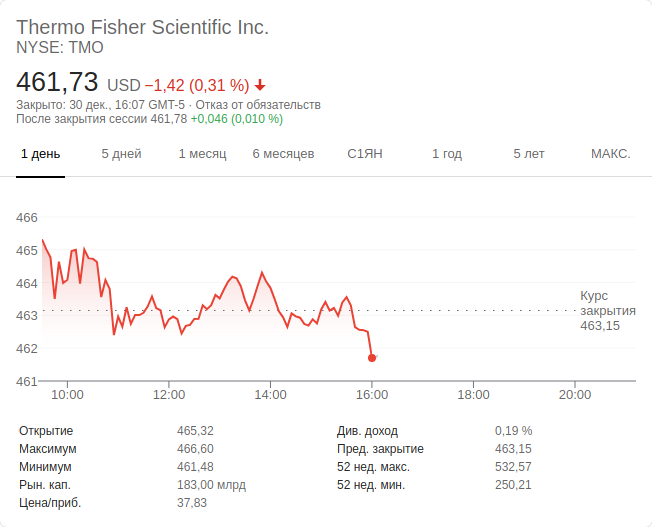 Thermo Fisher Scientific Inc.
NYSE: TMO
461,73 USD −1,42 (0,31 %)
Закрыто: 30 дек., 16:07 GMT-5 · Отказ от обязательств
После закрытия сессии 461,78 +0,046 (0,010 %)
1 день 5 дней 1 месяц 6 месяцев С1ЯН 1 год 5 лет МАКС.
466
465
464
463
462
461
Курс
закрытия
463,15
10:00 12:00 14:00 16:00 18:00 20:00
Открытие 465,32 Див. доход 0,19 %
Максимум 466,60 Пред. закрытие 463,15
Минимум 461,48 52 нед. макс. 532,57
Рын. кап. 183,00 млрд 52 нед. мин. 250,21
Цена/приб. 37,83